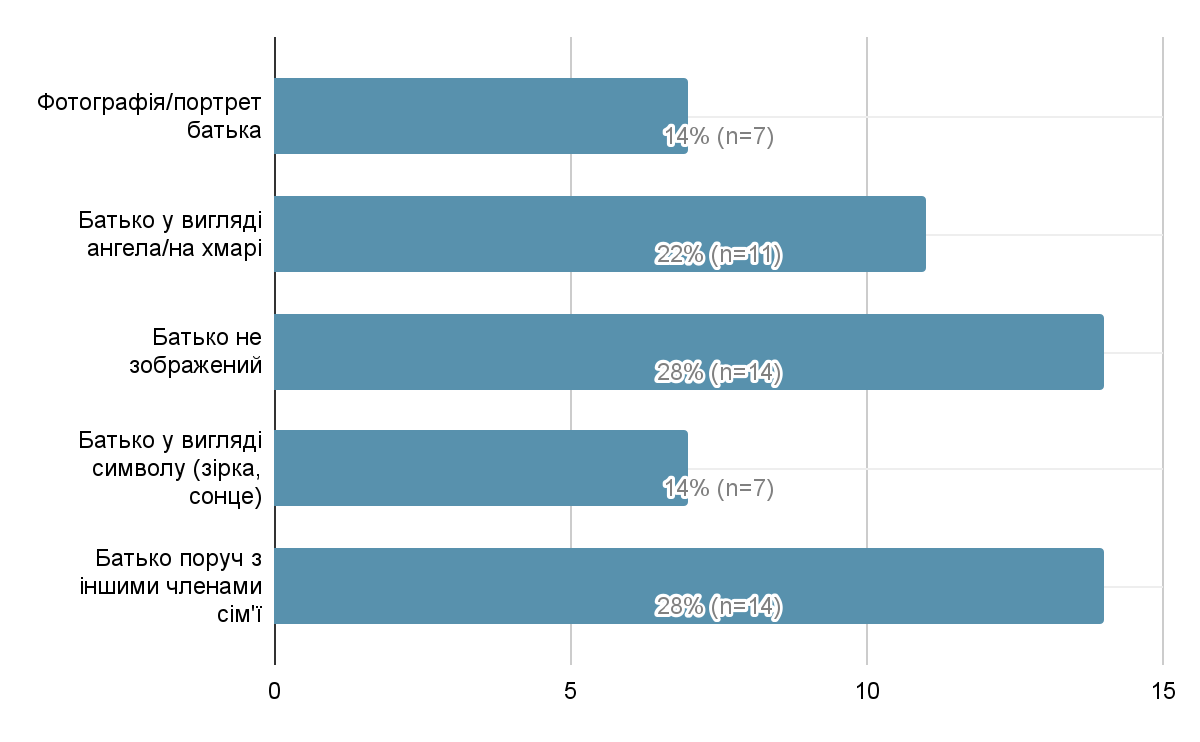 Фотографія/портрет
батька
14% (n=7)
Батько у вигляді
ангела/на хмарі
22% (n=11)
Батько не
зображений
28% (n=14)
Батько у вигляді
символу (зірка,
сонце)
14% (n=7)
Батько поруч з
іншими членами
сім'ї
28% (n=14)
0 5 10 15